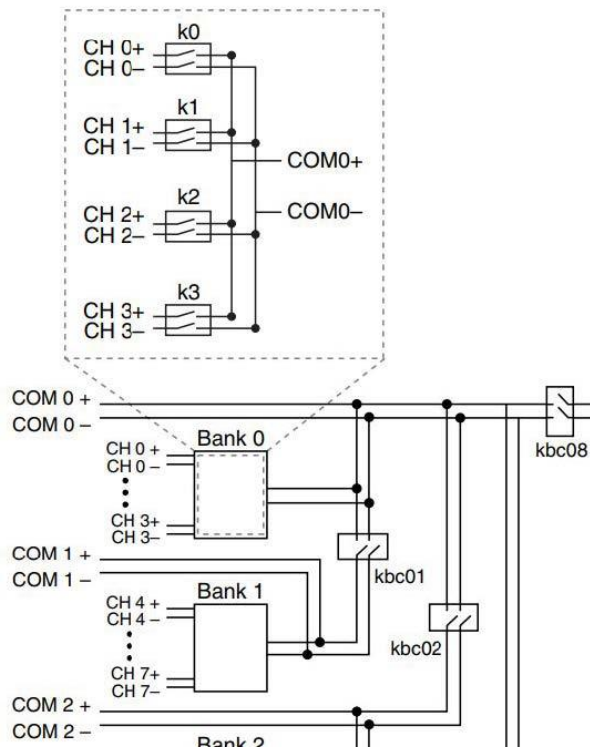 k0
CH 0+
CH 0–
k1
CH 1+
CH 1–
COM0+
k2
CH 2+
COM0–
CH 2–
k3
CH 3+
CH 3–
COM 0 +
COM 0 –
kbc08
Bank 0
CH 0 +
CH 0 –
CH 3+
CH 3–
COM 1 +
COM 1 –
kbc01
Bank 1
CH 4 +
CH 4 –
kbc02
CH 7+
CH 7–
COM 2 +
COM 2 –
Bank 2